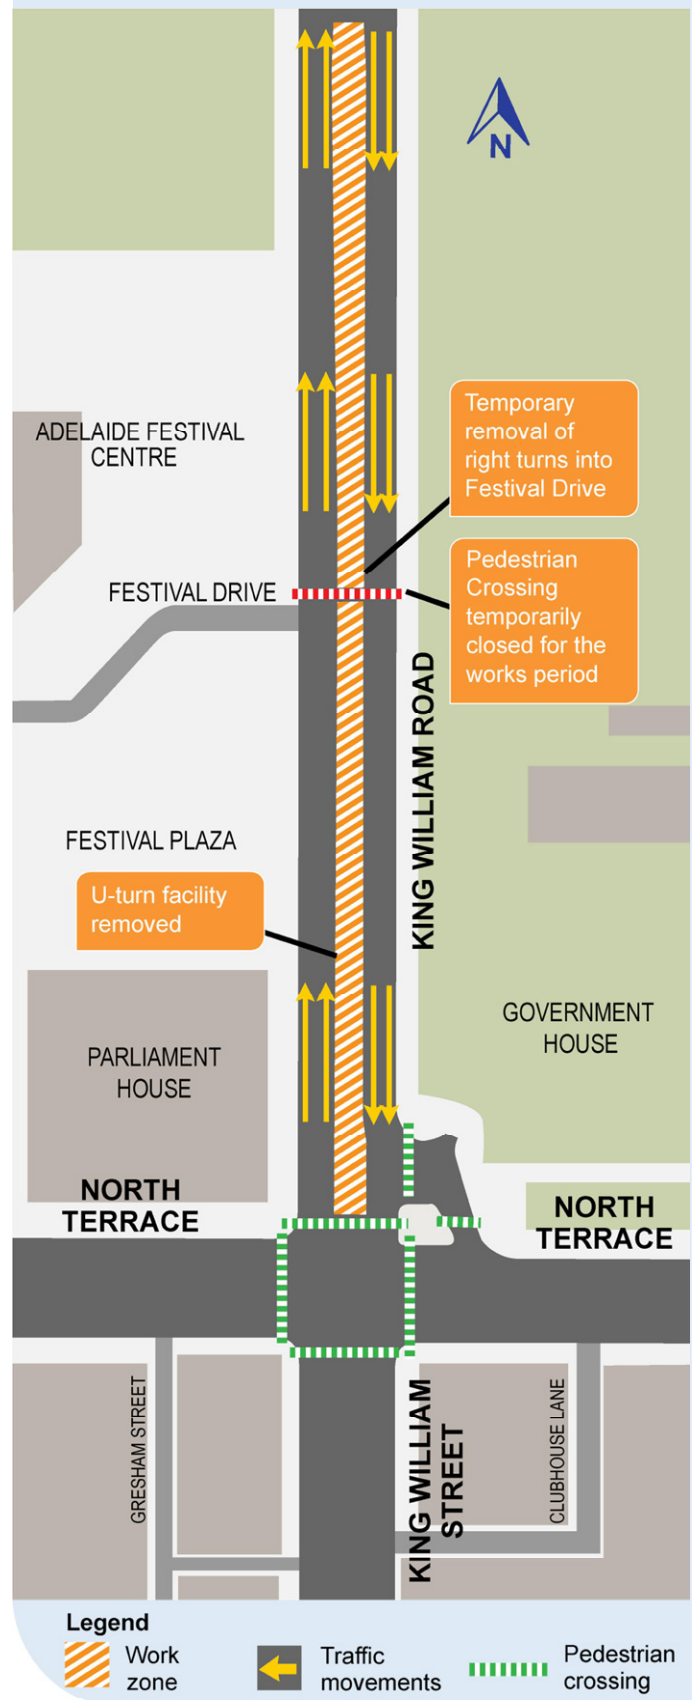 N
Temporary
removal of
right turns into
Festival Drive
ADELAIDE FESTIVAL
CENTRE
Pedestrian
Crossing
temporarily
closed for the
works period
FESTIVAL DRIVE
KING WILLIAM ROAD
FESTIVAL PLAZA
U-turn facility
removed
GOVERNMENT
HOUSE
PARLIAMENT
HOUSE
NORTH
TERRACE
NORTH
TERRACE
GRESHAM STREET
KING WILLIAM
STREET
CLUBHOUSE LANE
Legend
Work
zone
Traffic
movements
Pedestrian
crossing